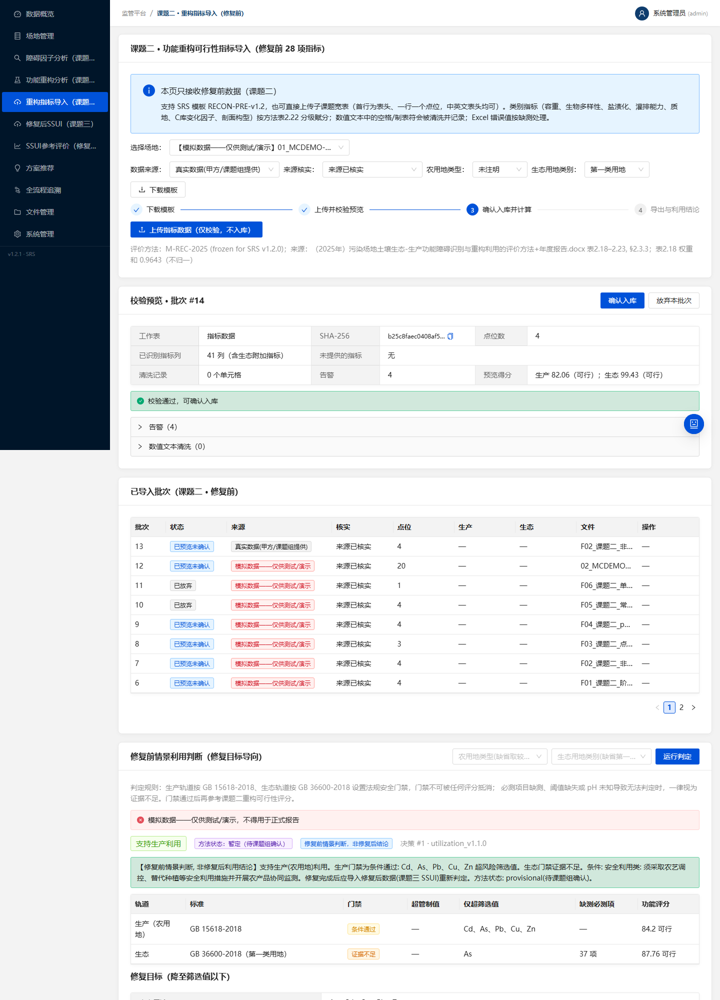 数据概览
场地管理
障碍因子分析（课题...
功能重构分析（课题...
重构指标导入（课题...
修复后SSUI（课题三）
SSUI参考评价（修复...
方案推荐
全流程追溯
文件管理
系统管理
v1.2.1 · SRS
监管平台 / 课题二 • 重构指标导入（修复前）
系统管理员 (admin)
课题二 • 功能重构可行性指标导入（修复前 28 项指标）
本页只接收修复前数据（课题二）
支持 SRS 模板 RECON-PRE-v1.2，也可直接上传子课题宽表（首行为表头、一行一个点位，中英文表头均可）。类别指标（容重、生物多样性、盐渍化、灌排能力、质
地、C库变化因子、剖面构型）按方法表2.22 分级赋分；数值文本中的空格/制表符会被清洗并记录；Excel 错误值按缺测处理。
选择场地： 【模拟数据——仅供测试/演示】01_MCDEMO-...
数据来源： 真实数据(甲方/课题组提供) 来源核实： 来源已核实 农用地类型： 未注明 生态用地类别： 第一类用地
下载模板
下载模板 上传并校验预览 3 确认入库并计算 4 导出与利用结论
上传指标数据（仅校验，不入库）
评价方法：M-REC-2025 (frozen for SRS v1.2.0)；来源：（2025年）污染场地土壤生态-生产功能障碍识别与重构利用的评价方法+年度报告.docx 表2.18–2.23, §2.3.3；表2.18 权重
和 0.9643（不归一）
校验预览 • 批次 #14 确认入库 放弃本批次
工作表 指标数据 SHA-256 b25c8faec0408af5... 点位数 4
已识别指标列 41 列（含生态附加指标） 未提供的指标 无
清洗记录 0 个单元格 告警 4 预览得分 生产 82.06（可行）；生态 99.43（可行）
校验通过，可确认入库
告警（4）
数值文本清洗（0）
已导入批次（课题二 • 修复前）
批次 状态 来源 核实 点位 生产 生态 文件 操作
13 已预览未确认 真实数据(甲方/课题组提供) 来源已核实 4 — — F02_课题二_非... —
12 已预览未确认 模拟数据——仅供测试/演示 来源已核实 20 — — 02_MCDEMO... —
11 已放弃 模拟数据——仅供测试/演示 来源已核实 1 — — F06_课题二_单... —
10 已放弃 模拟数据——仅供测试/演示 来源已核实 4 — — F05_课题二_常... —
9 已预览未确认 模拟数据——仅供测试/演示 来源已核实 4 — — F04_课题二_p... —
8 已预览未确认 模拟数据——仅供测试/演示 来源已核实 3 — — F03_课题二_点... —
7 已预览未确认 模拟数据——仅供测试/演示 来源已核实 4 — — F02_课题二_非... —
6 已预览未确认 模拟数据——仅供测试/演示 来源已核实 4 — — F01_课题二_阶... —
< 1 2 >
修复前情景利用判断（修复目标导向） 农用地类型(缺省取较... 生态用地类别(缺省第一... 运行判定
判定规则：生产轨道按 GB 15618-2018、生态轨道按 GB 36600-2018 设置法规安全门禁，门禁不可被任何评分抵消； 必测项目缺测、阈值缺失或 pH 未知导致无法判定时，一律视为
证据不足。门禁通过后再参考课题二重构可行性评分。
模拟数据——仅供测试/演示，不得用于正式报告
支持生产利用 方法状态：暂定（待课题组确认） 修复前情景判断，非修复后结论 决策 #1 · utilization_v1.1.0
【修复前情景判断, 非修复后利用结论】支持生产(农用地)利用。生产门禁为条件通过: Cd、As、Pb、Cu、Zn 超风险筛选值。生态门禁证据不足。条件: 安全利用类: 须采取农艺调
控、替代种植等安全利用措施并开展农产品协同监测。修复完成后应导入修复后数据(课题三 SSUI)重新判定。方法状态: provisional(待课题组确认)。
轨道 标准 门禁 超管制值 仅超筛选值 缺测必测项 功能评分
生产（农用地） GB 15618-2018 条件通过 — Cd、As、Pb、Cu、Zn — 84.2 可行
生态 GB 36600-2018（第一类用地） 证据不足 — As 37 项 87.76 可行
修复目标（降至筛选值以下）